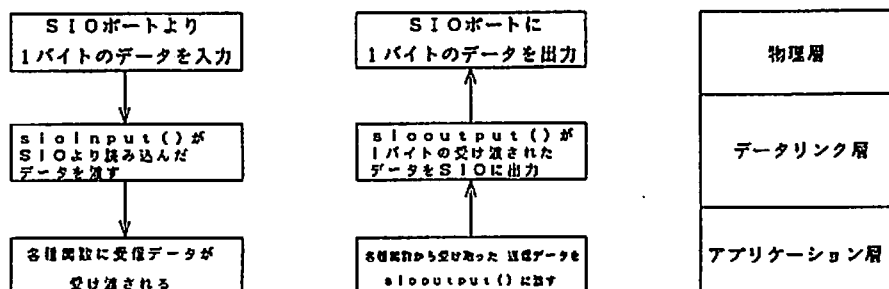 SIOポートより
1バイトのデータを入力
sioinput()が
SIOより読み込んだ
データを渡す
各種関数に受信データが
受け渡される
SIOポートに
1バイトのデータを出力
siooutput()が
1バイトの受け渡された
データをSIOに出力
各種関数から受け取った 送信データを
siooutput()に渡す
物理層
データリンク層
アプリケーション層